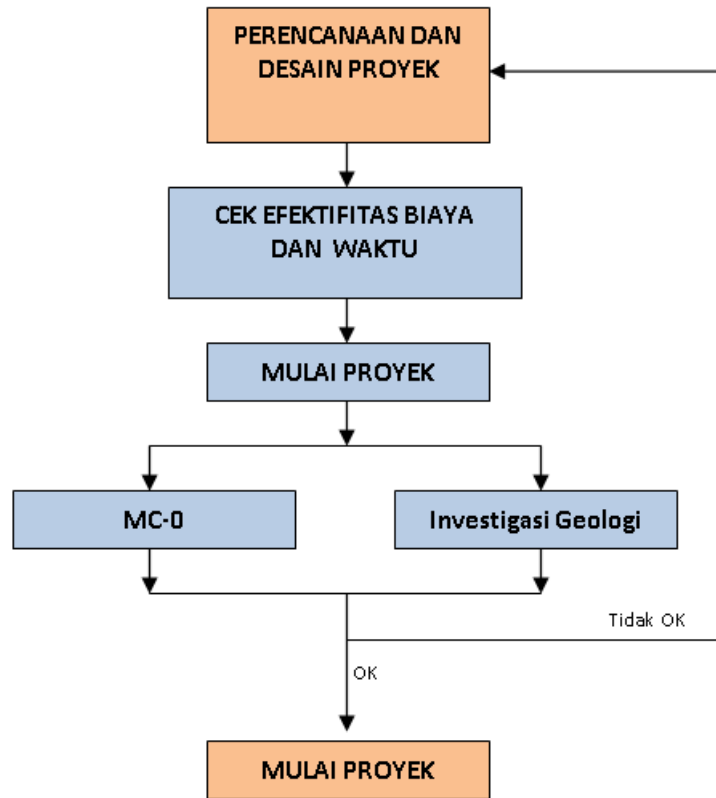 PERENCANAAN DAN
DESAIN PROYEK
CEK EFEKTIFITAS BIAYA
DAN WAKTU
MULAI PROYEK
MC-0
Investigasi Geologi
Tidak OK
OK
MULAI PROYEK